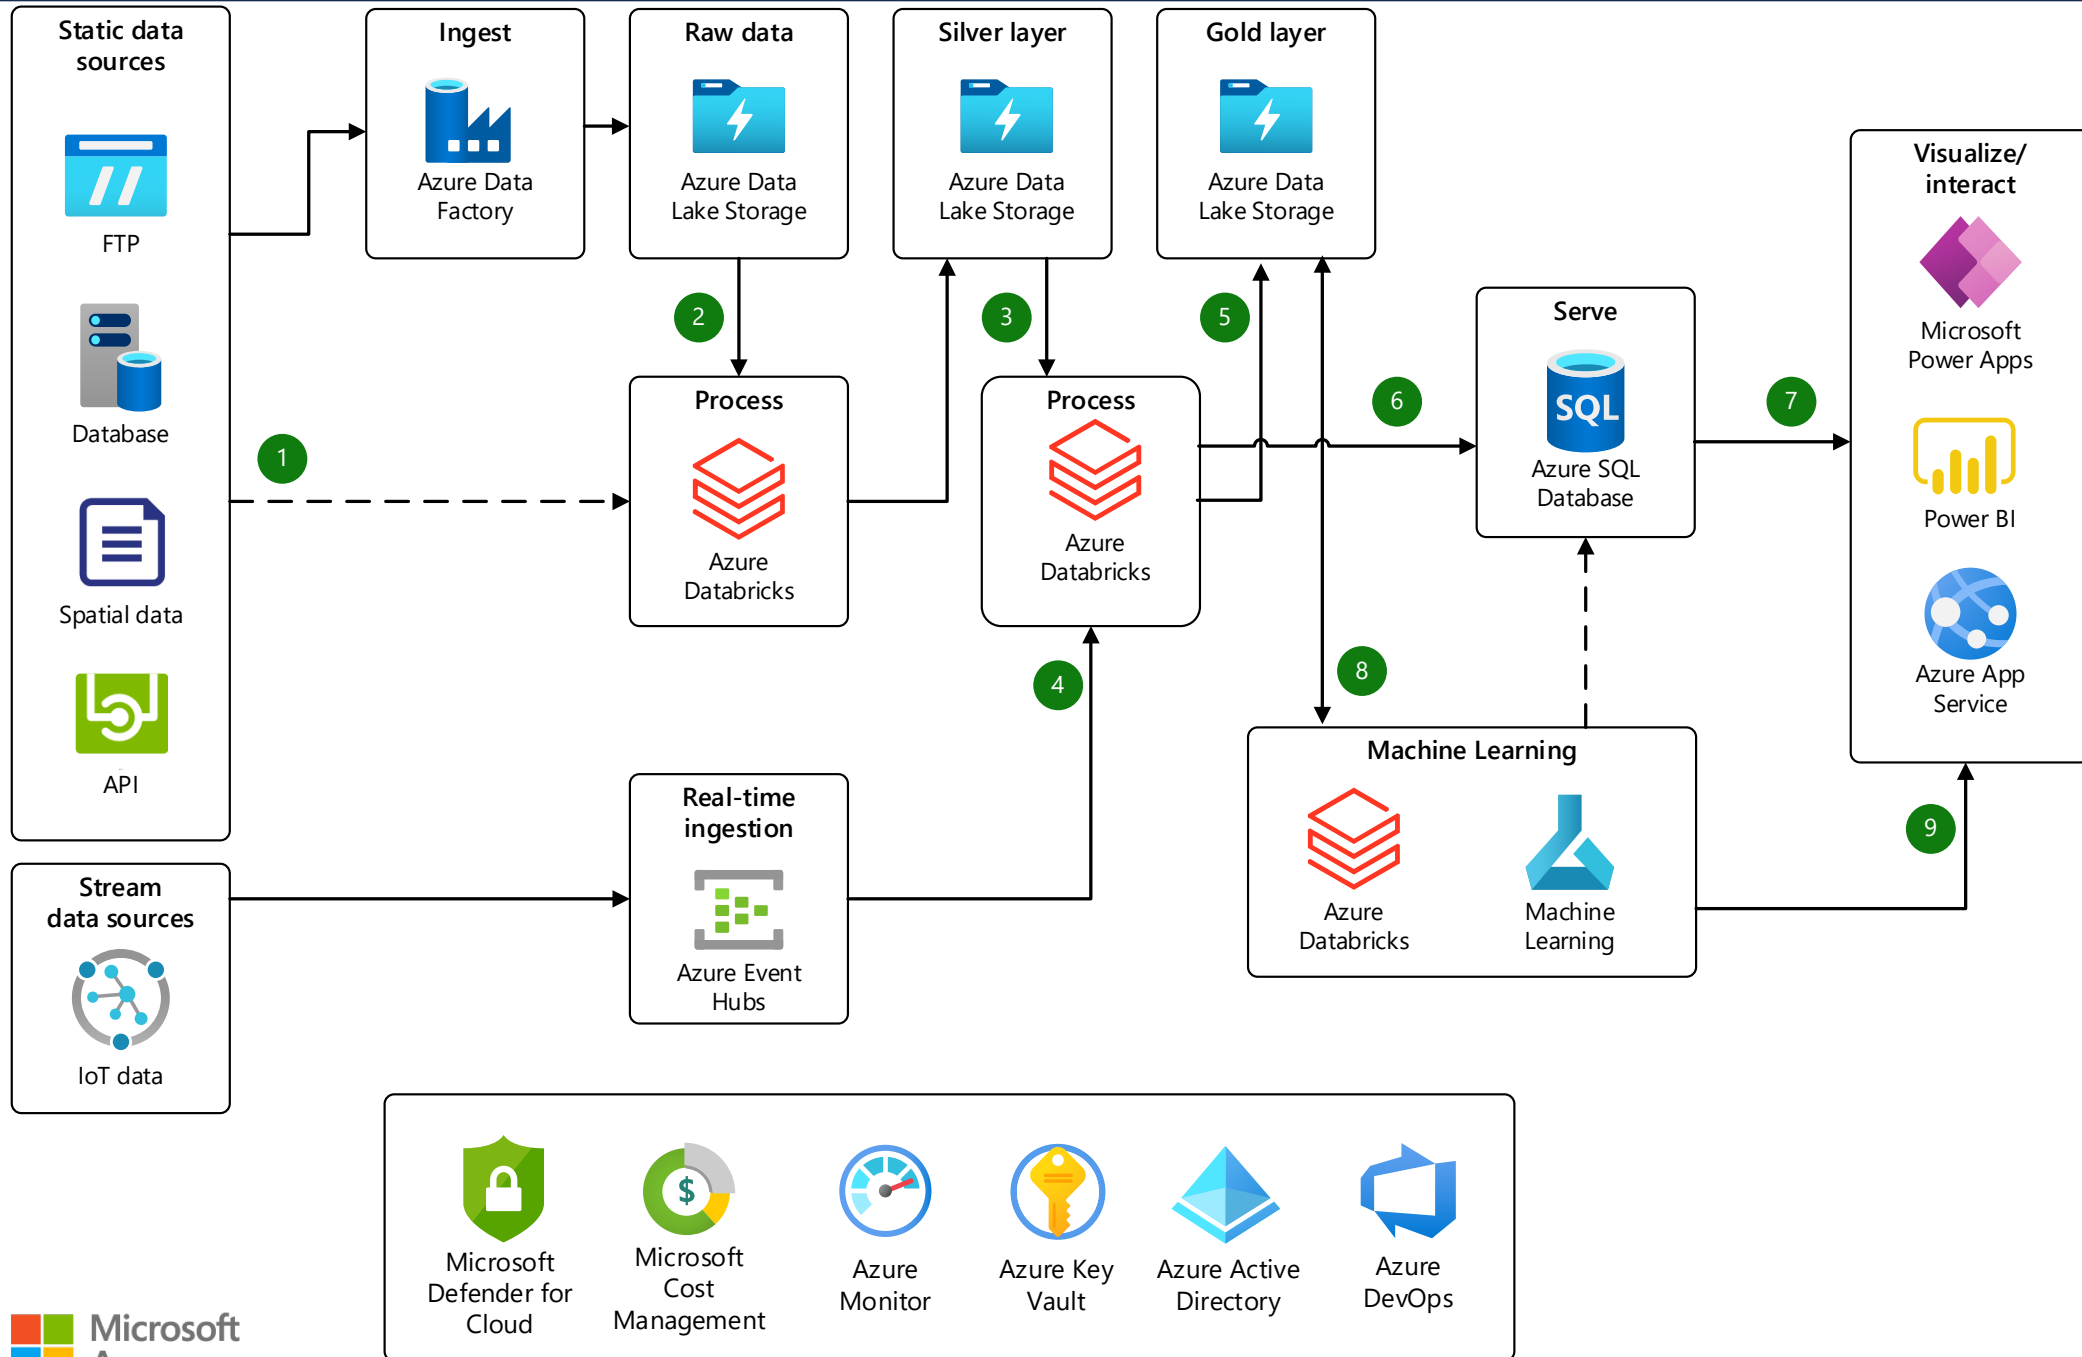 Static data
sources
FTP
Database
Spatial data
API
Stream
data sources
IoT data
Ingest
Azure Data
Factory
Raw data
Azure Data
Lake Storage
Silver layer
Azure Data
Lake Storage
Gold layer
Azure Data
Lake Storage
1
2
3
4
5
6
7
8
9
Process
Azure
Databricks
Process
Azure
Databricks
Real-time
ingestion
Azure Event
Hubs
Serve
SQL
Azure SQL
Database
Machine Learning
Azure
Databricks
Machine
Learning
Visualize/
interact
Microsoft
Power Apps
Power BI
Azure App
Service
$
Microsoft
Defender for
Cloud
Microsoft
Cost
Management
Azure
Monitor
Azure Key
Vault
Azure Active
Directory
Azure
DevOps
Microsoft